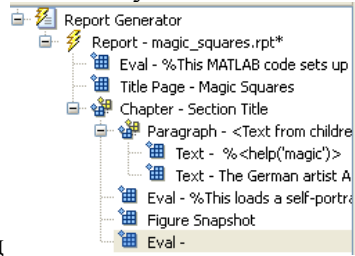 Report Generator
Report - magic_squares.rpt*
Eval - %This MATLAB code sets up
Title Page - Magic Squares
Chapter - Section Title
Paragraph - <Text from childre
Text - %<help('magic')>
Text - The German artist A
Eval - %This loads a self-portra
Figure Snapshot
Eval -